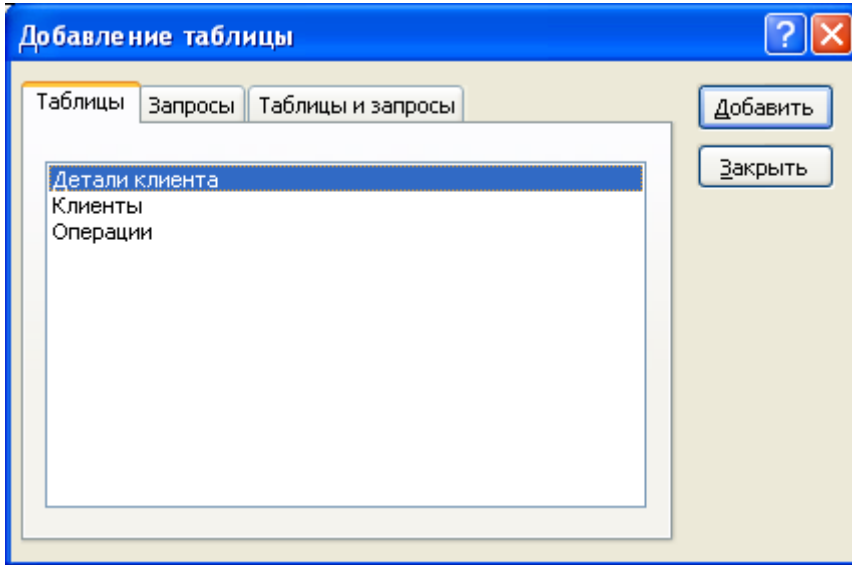 Добавление таблицы
Таблицы Запросы Таблицы и запросы
Добавить
Закрыть
Детали клиента
Клиенты
Операции